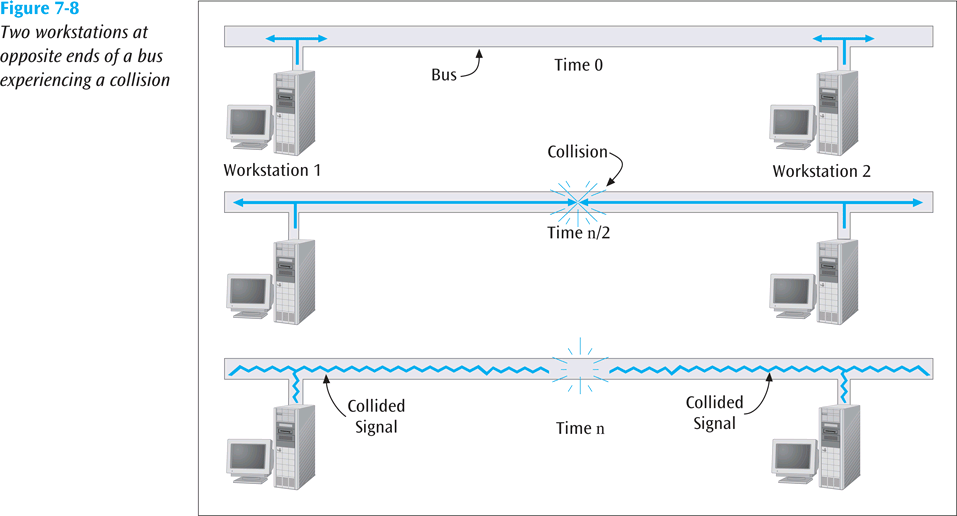 Figure 7-8
Two workstations at
opposite ends of a bus
experiencing a collision
Bus
Time 0
Workstation 1
Collision
Workstation 2
Time n/2
Collided
Signal
Time n
Collided
Signal